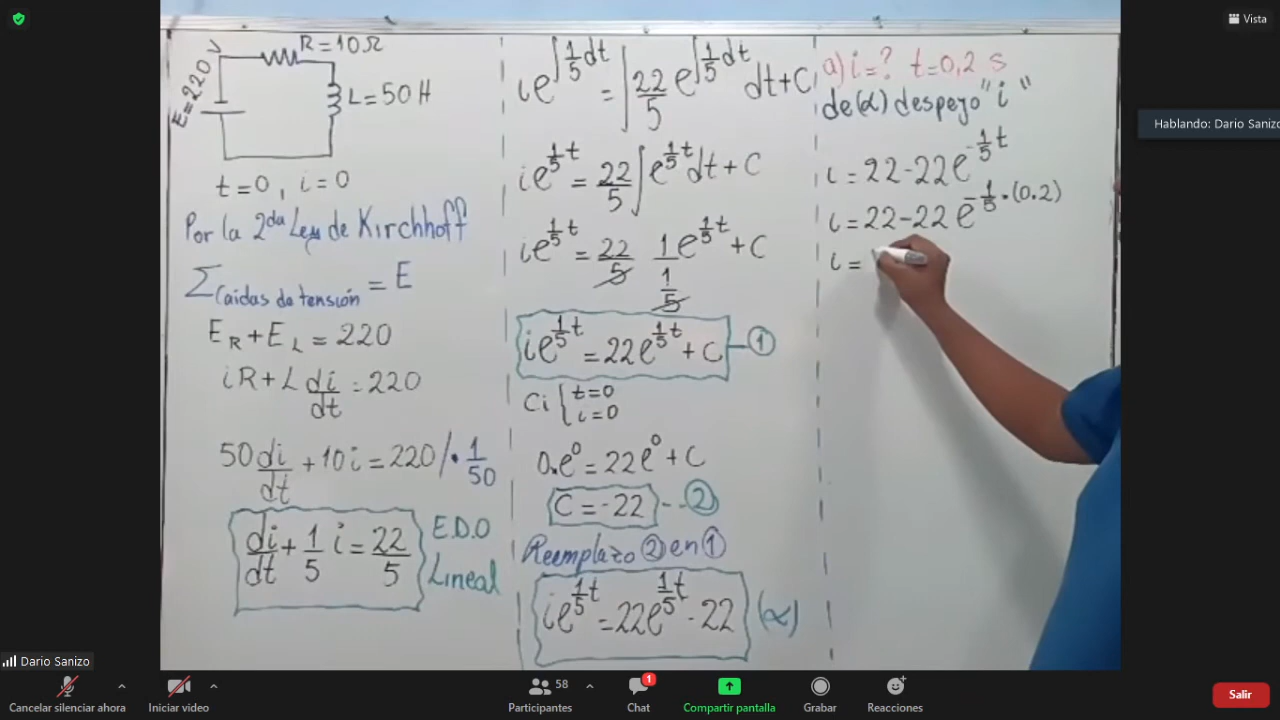 Vista
Hablando: Dario Sanizo
E=220
R=10Ω
L=50 H
t=0, i=0
Por la 2da Ley de Kirchhoff
∑Caidas de tensión = E
E_R + E_L = 220
iR + L di/dt = 220
50 di/dt + 10i = 220 /· 1/50
di/dt + 1/5 i = 22/5
E.D.O
Lineal
ie^∫1/5dt = ∫22/5 e^∫1/5dt dt + C
ie^1/5t = 22/5 ∫e^1/5t dt + C
ie^1/5t = 22/5 1/(1/5) e^1/5t + C
ie^1/5t = 22e^1/5t + C — ①
Ci { t=0
i=0
0.e^0 = 22e^0 + C
C = -22 -- ②
Reemplazo ② en ①
ie^1/5t = 22e^1/5t - 22 (α)
a) i=? t=0,2 s
de (α) despejo "i"
i = 22-22e^-1/5t
i = 22-22e^-1/5·(0.2)
i =
Dario Sanizo
Cancelar silenciar ahora
Iniciar video
58
Participantes
1
Chat
Compartir pantalla
Grabar
Reacciones
Salir